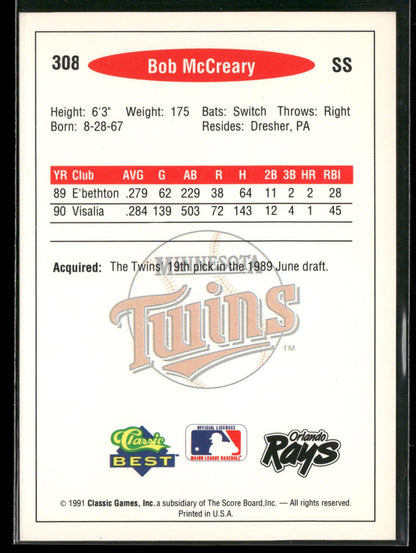 308 Bob McCreary SS
Height: 6'3" Weight: 175 Bats: Switch Throws: Right
Born: 8-28-67 Resides: Dresher, PA
YR Club AVG G AB R H 2B 3B HR RBI
89 E'bethton .279 62 229 38 64 11 2 2 28
90 Visalia .284 139 503 72 143 12 4 1 45
MINNESOTA
Acquired: The Twins' 19th pick in the 1989 June draft.
Twins
TM
Classic BEST
OFFICIAL LICENSEE
MAJOR LEAGUE BASEBALL
Orlando
Rays
© 1991 Classic Games, Inc. a subsidiary of The Score Board, Inc. — All rights reserved.
Printed in U.S.A.